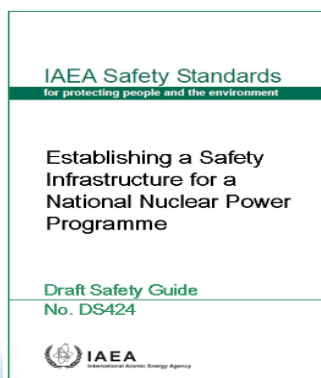 IAEA Safety Standards
for protecting people and the environment
Establishing a Safety
Infrastructure for a
National Nuclear Power
Programme
Draft Safety Guide
No. DS424
IAEA
International Atomic Energy Agency